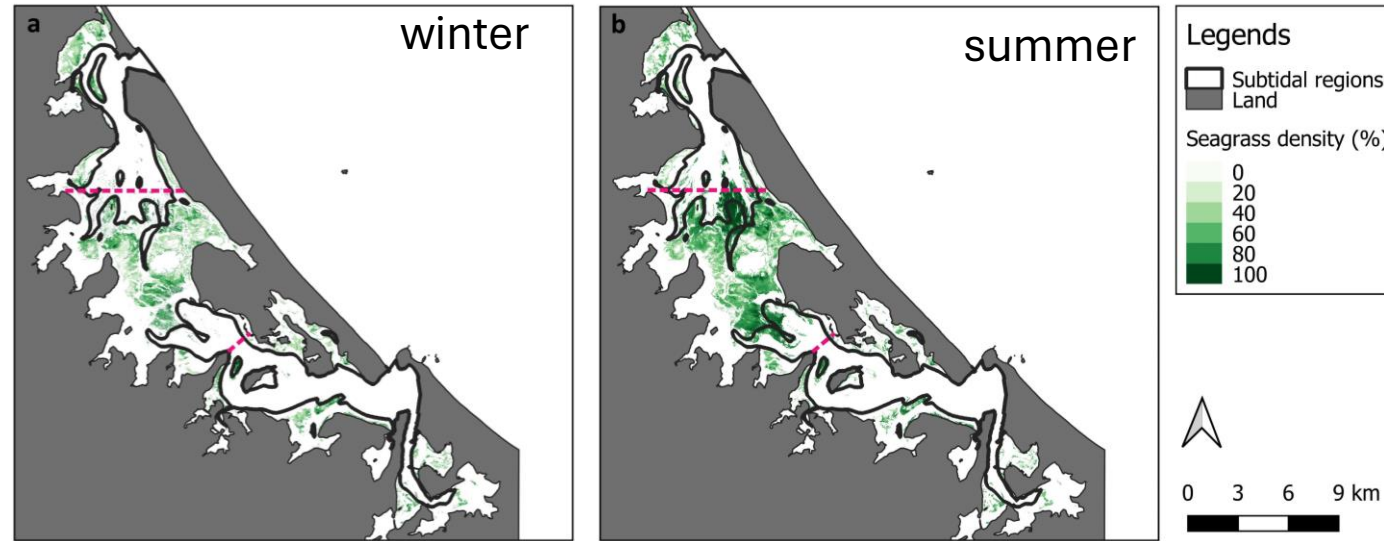 a
winter
b
summer
Legends
Subtidal regions
Land
Seagrass density (%)
0
20
40
60
80
100
0 3 6 9 km